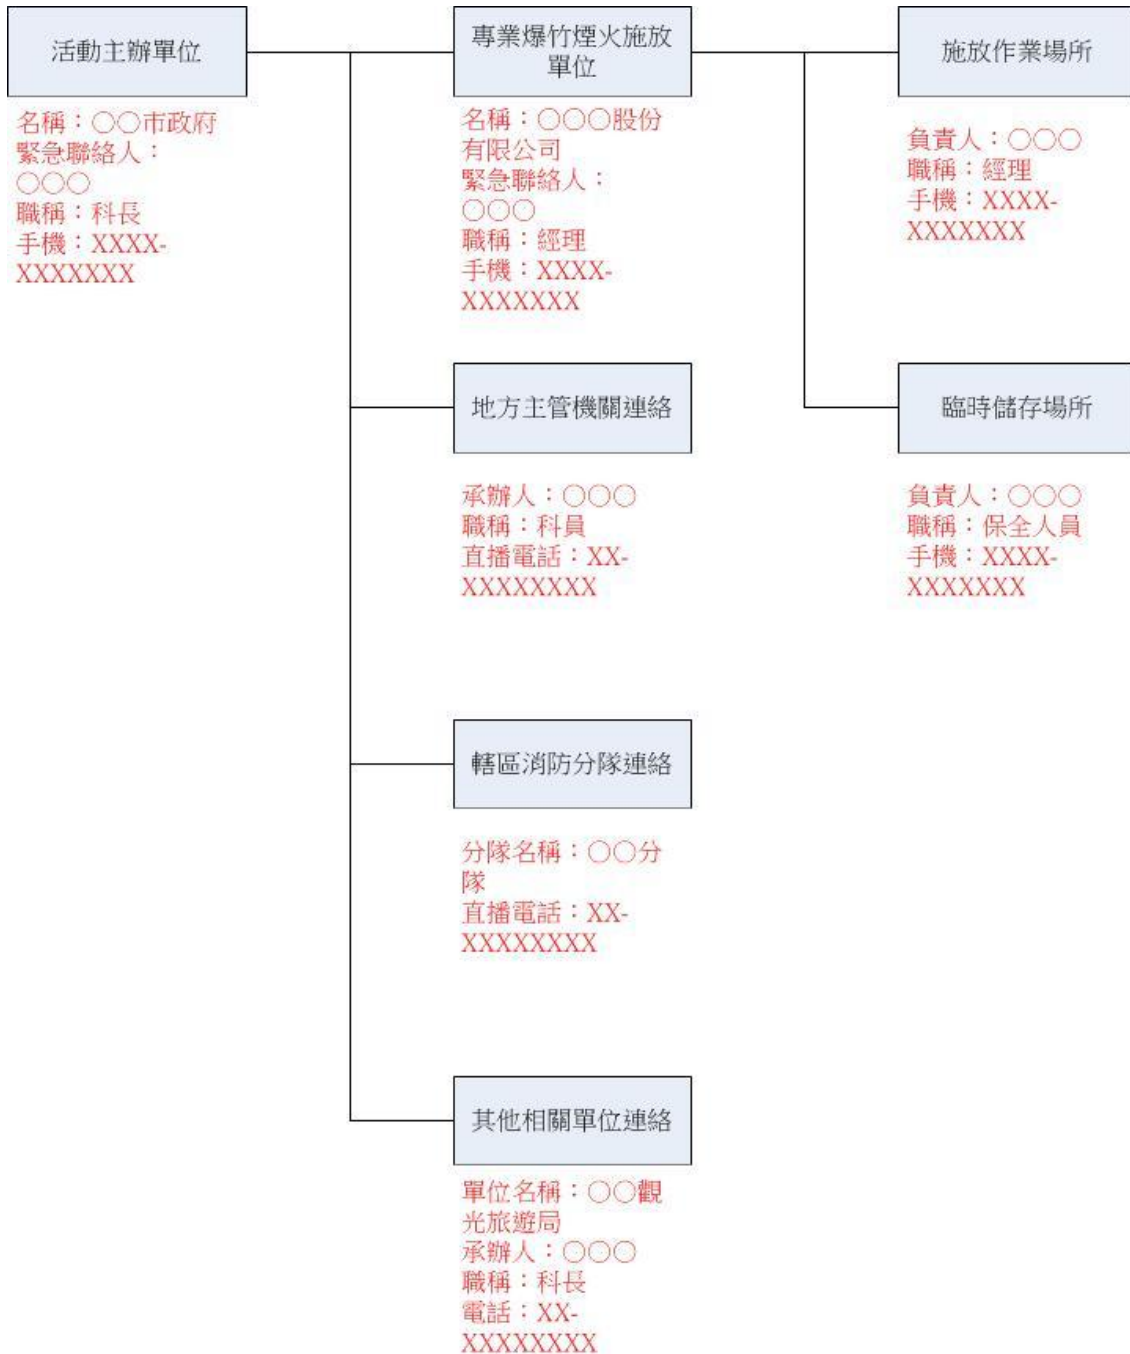 活動主辦單位
名稱：○○市政府
緊急聯絡人：
○○○
職稱：科長
手機：XXXX-
XXXXXXX
專業爆竹煙火施放
單位
名稱：○○○股份
有限公司
緊急聯絡人：
○○○
職稱：經理
手機：XXXX-
XXXXXXX
施放作業場所
負責人：○○○
職稱：經理
手機：XXXX-
XXXXXXX
地方主管機關連絡
承辦人：○○○
職稱：科員
直播電話：XX-
XXXXXXXX
臨時儲存場所
負責人：○○○
職稱：保全人員
手機：XXXX-
XXXXXXX
轄區消防分隊連絡
分隊名稱：○○分
隊
直播電話：XX-
XXXXXXXX
其他相關單位連絡
單位名稱：○○觀
光旅遊局
承辦人：○○○
職稱：科長
電話：XX-
XXXXXXXX